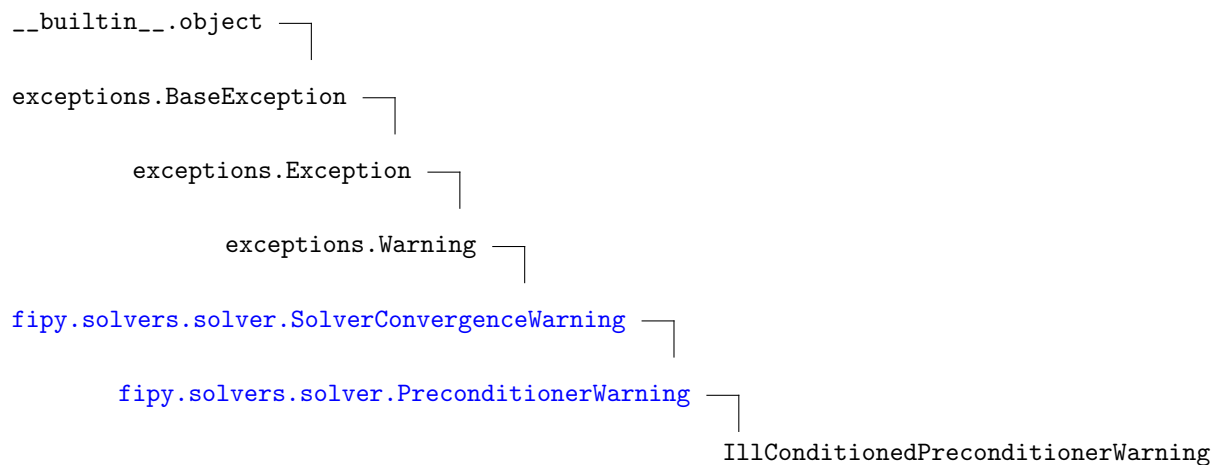 __builtin__.object
exceptions.BaseException
exceptions.Exception
exceptions.Warning
fipy.solvers.solver.SolverConvergenceWarning
fipy.solvers.solver.PreconditionerWarning
IllConditionedPreconditionerWarning